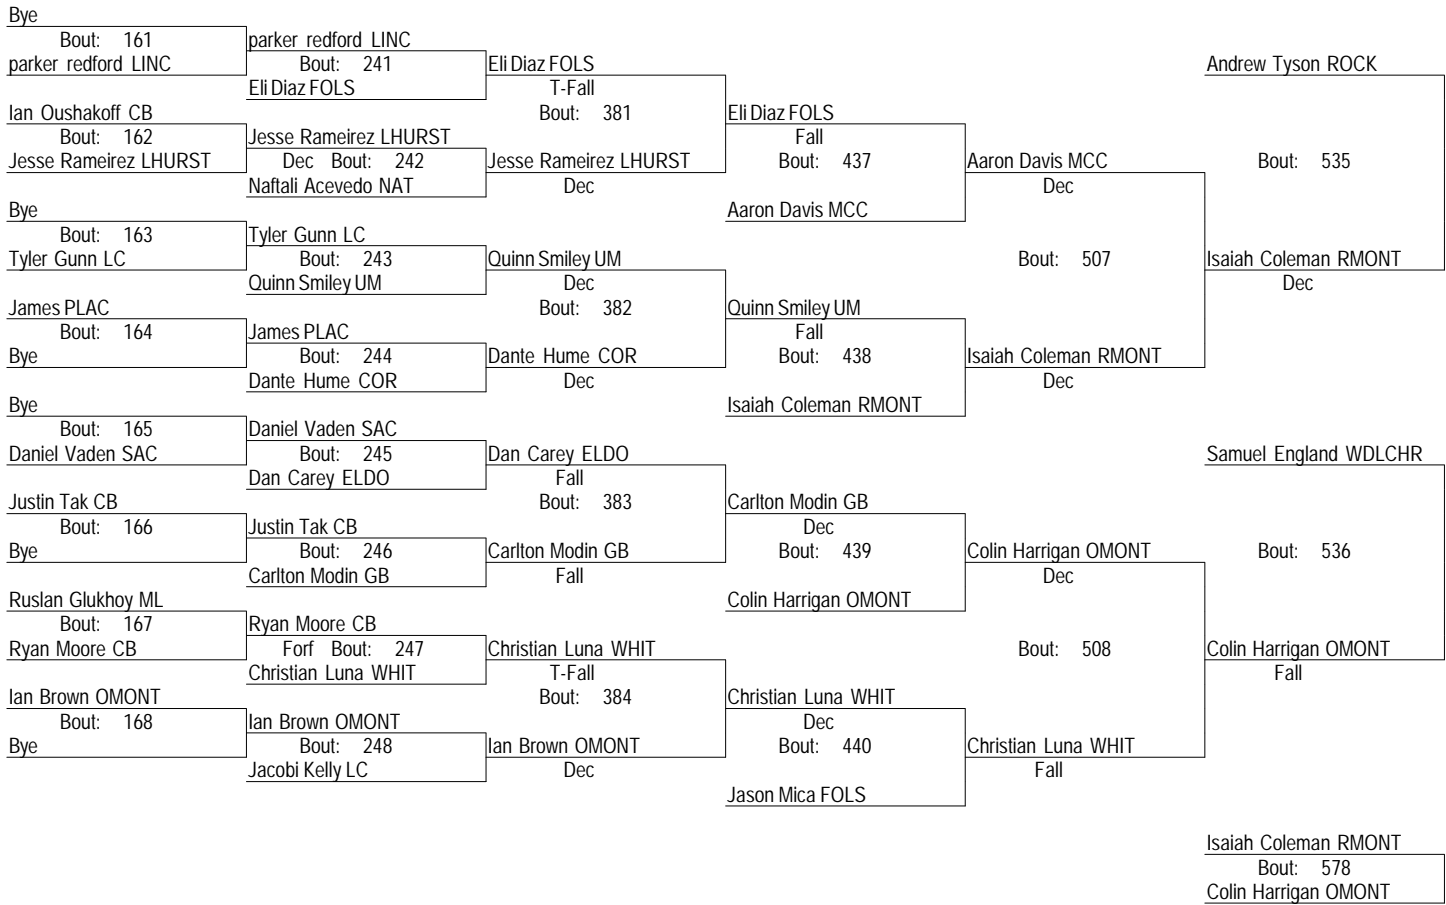 Bye
Bout: 161
parker redford LINC
parker redford LINC
Bout: 241
Eli Diaz FOLS
Eli Diaz FOLS
T-Fall
Bout: 381
Andrew Tyson ROCK
Ian Oushakoff CB
Bout: 162
Jesse Rameirez LHURST
Jesse Rameirez LHURST
Dec Bout: 242
Naftali Acevedo NAT
Jesse Rameirez LHURST
Dec
Eli Diaz FOLS
Fall
Bout: 437
Aaron Davis MCC
Aaron Davis MCC
Dec
Bout: 535
Bye
Bout: 163
Tyler Gunn LC
Tyler Gunn LC
Bout: 243
Quinn Smiley UM
Quinn Smiley UM
Dec
Bout: 382
Bout: 507
Isaiah Coleman RMONT
Dec
James PLAC
Bout: 164
Bye
James PLAC
Bout: 244
Dante Hume COR
Dante Hume COR
Dec
Quinn Smiley UM
Fall
Bout: 438
Isaiah Coleman RMONT
Isaiah Coleman RMONT
Dec
Bye
Bout: 165
Daniel Vaden SAC
Daniel Vaden SAC
Bout: 245
Dan Carey ELDO
Dan Carey ELDO
Fall
Bout: 383
Samuel England WDLCHR
Justin Tak CB
Bout: 166
Bye
Justin Tak CB
Bout: 246
Carlton Modin GB
Carlton Modin GB
Fall
Carlton Modin GB
Dec
Bout: 439
Colin Harrigan OMONT
Colin Harrigan OMONT
Dec
Bout: 536
Ruslan Glukhoy ML
Bout: 167
Ryan Moore CB
Ryan Moore CB
Forf Bout: 247
Christian Luna WHIT
Christian Luna WHIT
T-Fall
Bout: 384
Bout: 508
Colin Harrigan OMONT
Fall
Ian Brown OMONT
Bout: 168
Bye
Ian Brown OMONT
Bout: 248
Jacobi Kelly LC
Ian Brown OMONT
Dec
Christian Luna WHIT
Dec
Bout: 440
Jason Mica FOLS
Christian Luna WHIT
Fall
Isaiah Coleman RMONT
Bout: 578
Colin Harrigan OMONT